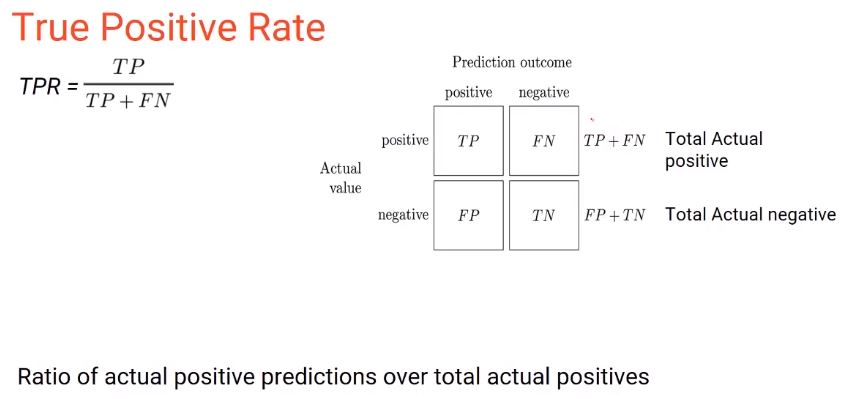 True Positive Rate
TPR = TP / TP + FN
Prediction outcome
positive negative
Actual value
positive TP FN TP + FN Total Actual positive
negative FP TN FP + TN Total Actual negative
Ratio of actual positive predictions over total actual positives